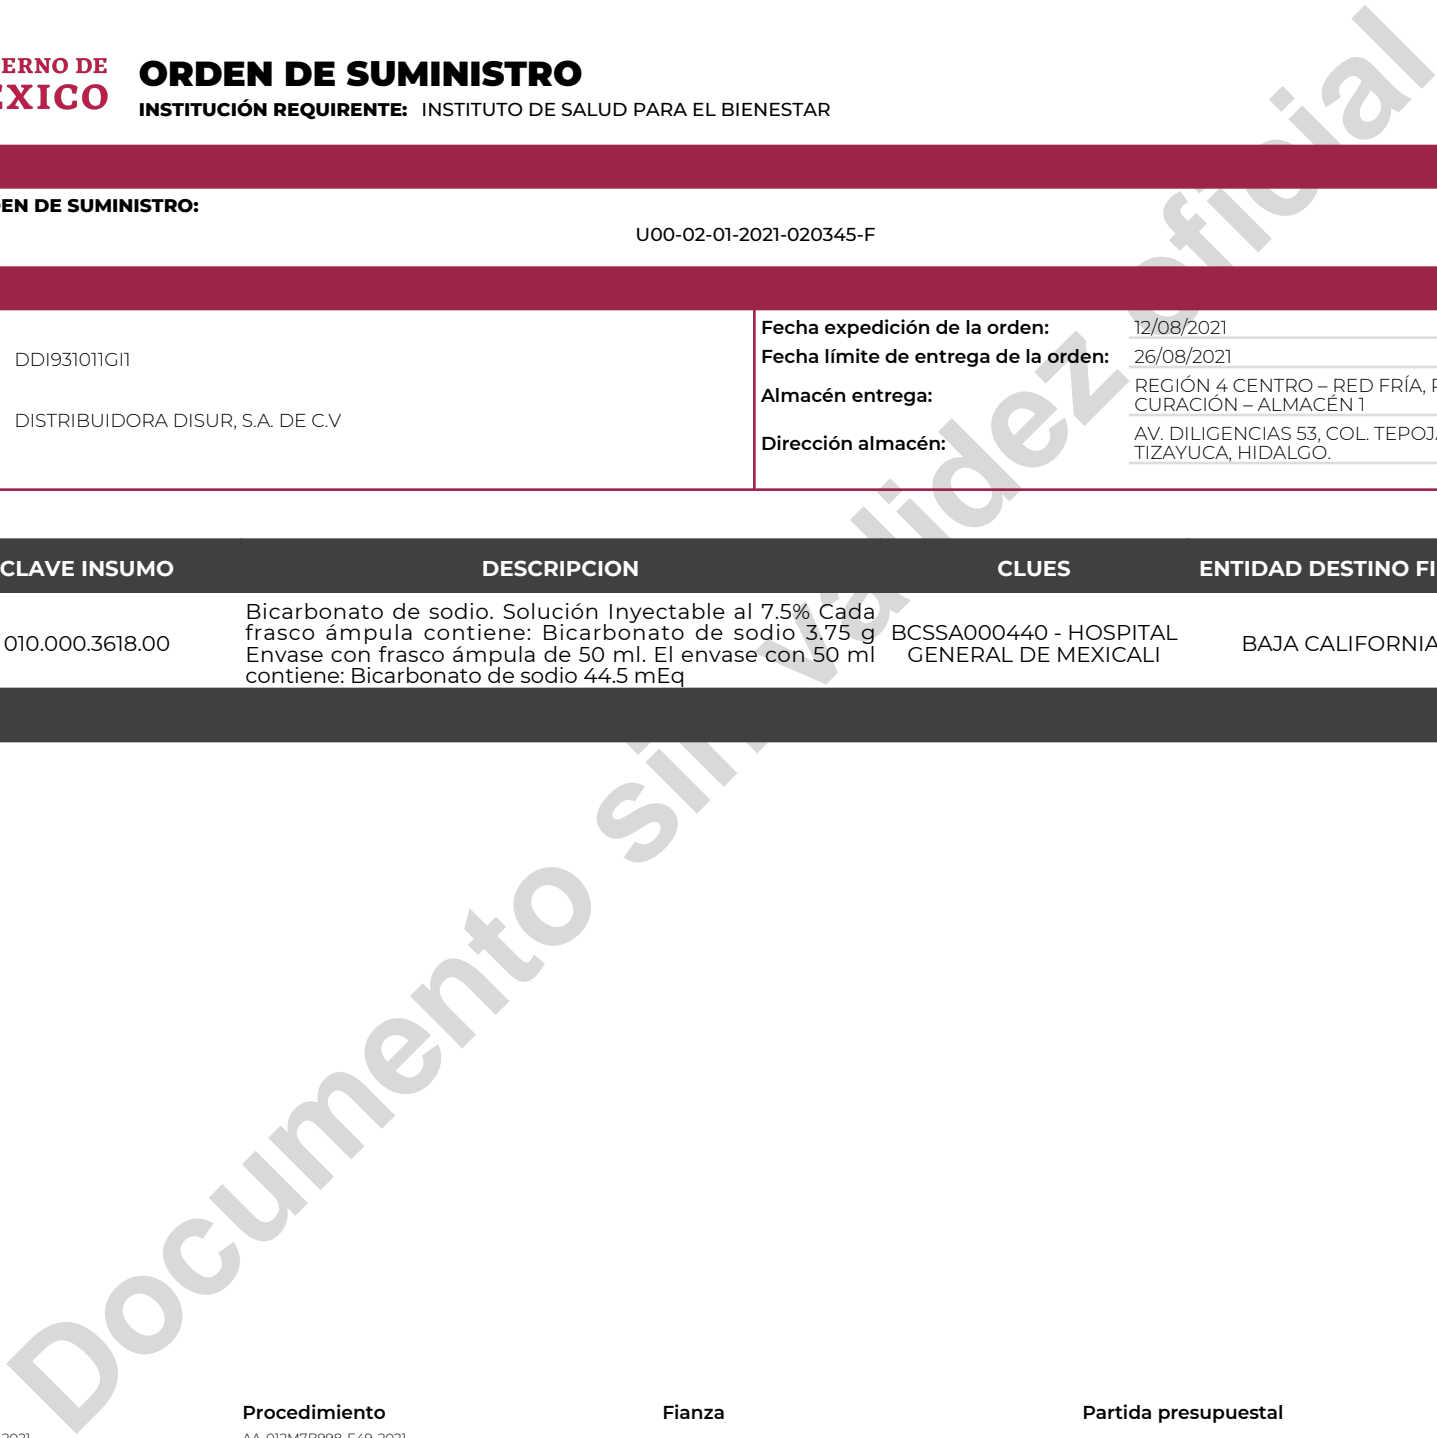 ERNO DE
ÉXICO
ORDEN DE SUMINISTRO
INSTITUCIÓN REQUIRENTE: INSTITUTO DE SALUD PARA EL BIENESTAR
EN DE SUMINISTRO:
U00-02-01-2021-020345-F
DDI931011GI1
DISTRIBUIDORA DISUR, S.A. DE C.V
Fecha expedición de la orden: 12/08/2021
Fecha límite de entrega de la orden: 26/08/2021
Almacén entrega: REGIÓN 4 CENTRO – RED FRÍA,
CURACIÓN – ALMACÉN 1
Dirección almacén: AV. DILIGENCIAS 53, COL. TEPOJ
TIZAYUCA, HIDALGO.
CLAVE INSUMO DESCRIPCION CLUES ENTIDAD DESTINO FI
010.000.3618.00
Bicarbonato de sodio. Solución Inyectable al 7.5% Cada
frasco ámpula contiene: Bicarbonato de sodio 3.75 g
Envase con frasco ámpula de 50 ml. El envase con 50 ml
contiene: Bicarbonato de sodio 44.5 mEq
BCSSA000440 - HOSPITAL
GENERAL DE MEXICALI
BAJA CALIFORNIA
Documento sin validez oficial
Procedimiento Fianza Partida presupuestal